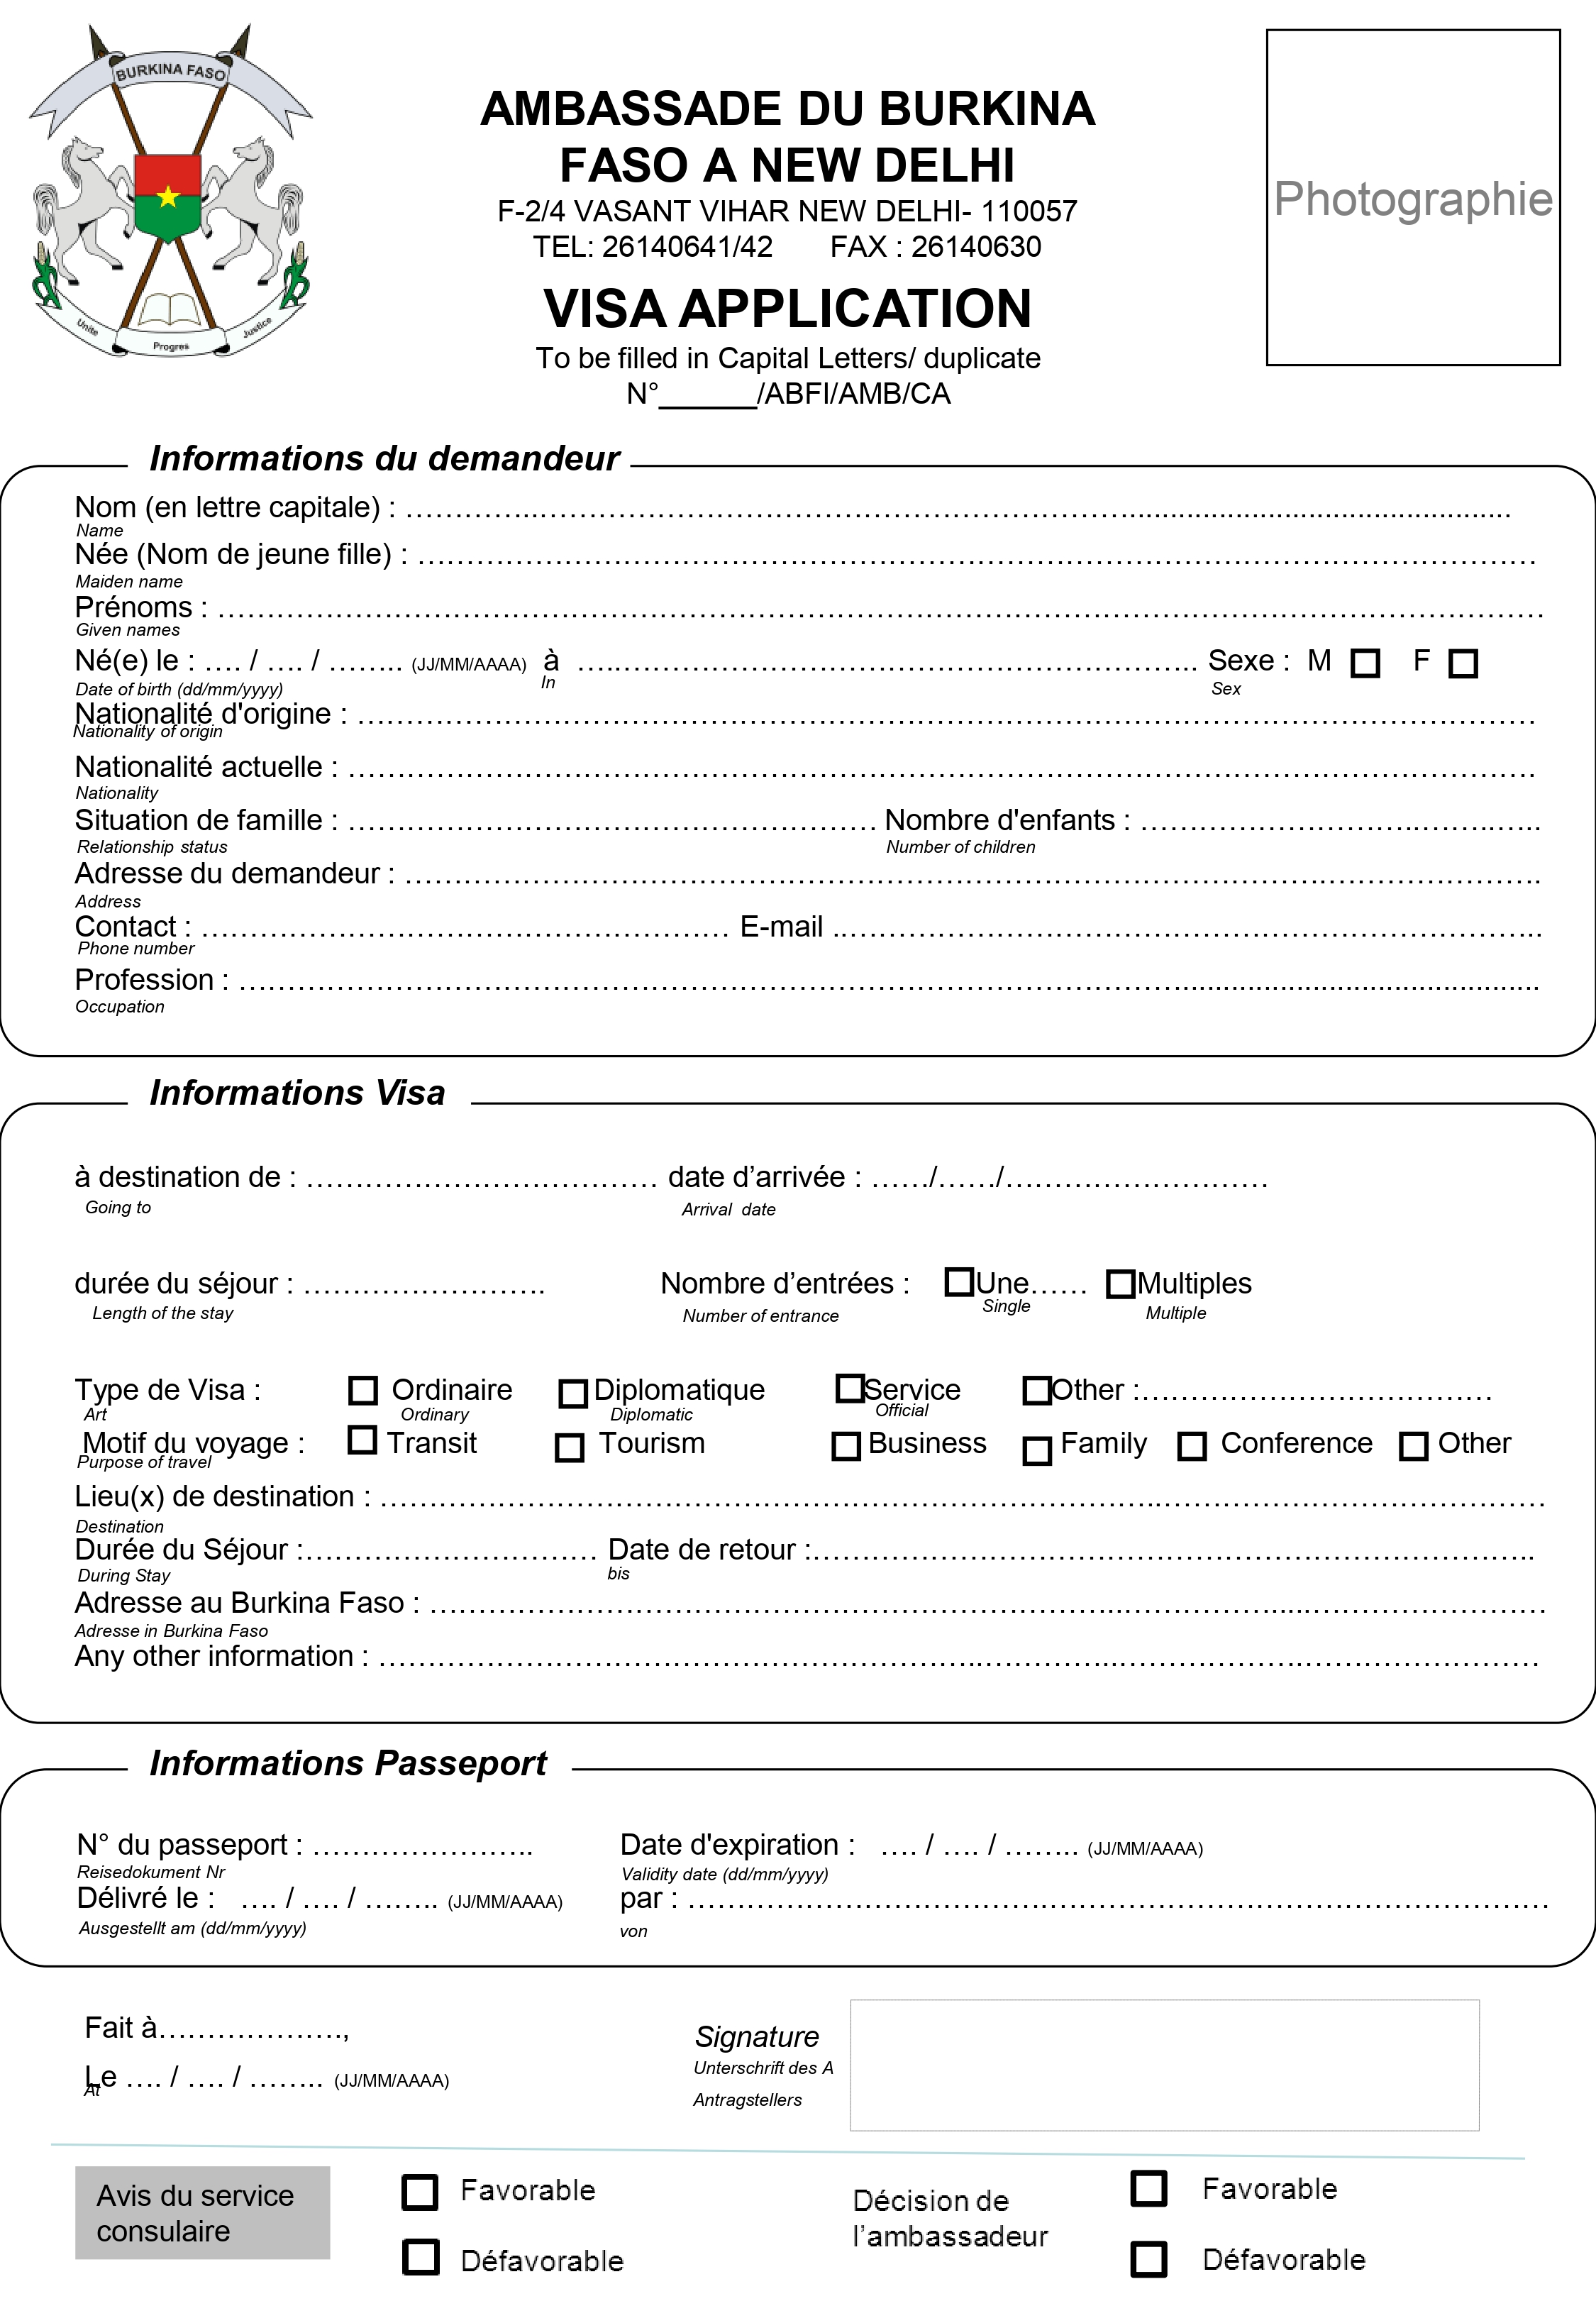 BURKINA FASO
Unite
Progres
Justice
AMBASSADE DU BURKINA
FASO A NEW DELHI
F-2/4 VASANT VIHAR NEW DELHI- 110057
TEL: 26140641/42 FAX : 26140630
VISA APPLICATION
To be filled in Capital Letters/ duplicate
N°______/ABFI/AMB/CA
Photographie
Informations du demandeur
Nom (en lettre capitale) : ……………………………………………………
Name
Née (Nom de jeune fille) : ……………………………………………………
Maiden name
Prénoms : ……………………………………………………
Given names
Né(e) le : …. / …. / …….. (JJ/MM/AAAA) à …………………………………… Sexe : M ☐ F ☐
Date of birth (dd/mm/yyyy) In Sex
Nationalité d'origine : ……………………………………………………
Nationality of origin
Nationalité actuelle : ……………………………………………………
Nationality
Situation de famille : ………………………………… Nombre d'enfants : ……………………………
Relationship status Number of children
Adresse du demandeur : ……………………………………………………
Address
Contact : ………………………………… E-mail ……………………………………
Phone number
Profession : ……………………………………………………
Occupation
Informations Visa
à destination de : ……………………………… date d’arrivée : ……/……/………………………
Going to Arrival date
durée du séjour : …………………….. Nombre d’entrées : ☐ Une…… ☐ Multiples
Length of the stay Number of entrance Single Multiple
Type de Visa : ☐ Ordinaire ☐ Diplomatique ☐ Service ☐ Other :………………………………
Art Ordinary Diplomatic Official
Motif du voyage : ☐ Transit ☐ Tourism ☐ Business ☐ Family ☐ Conference ☐ Other
Purpose of travel
Lieu(x) de destination : ……………………………………………………
Destination
Durée du Séjour :………………………… Date de retour :……………………………………
During Stay bis
Adresse au Burkina Faso : ……………………………………………………
Adresse in Burkina Faso
Any other information : ……………………………………………………
Informations Passeport
N° du passeport : ………………….. Date d'expiration : …. / …. / …….. (JJ/MM/AAAA)
Reisedokument Nr Validity date (dd/mm/yyyy)
Délivré le : …. / …. / …….. (JJ/MM/AAAA) par : ……………………………………………
Ausgestellt am (dd/mm/yyyy) von
Fait à……………….,
Le …. / …. / …….. (JJ/MM/AAAA)
At
Signature
Unterschrift des A
Antragstellers
Avis du service
consulaire
☐ Favorable
☐ Défavorable
Décision de
l’ambassadeur
☐ Favorable
☐ Défavorable